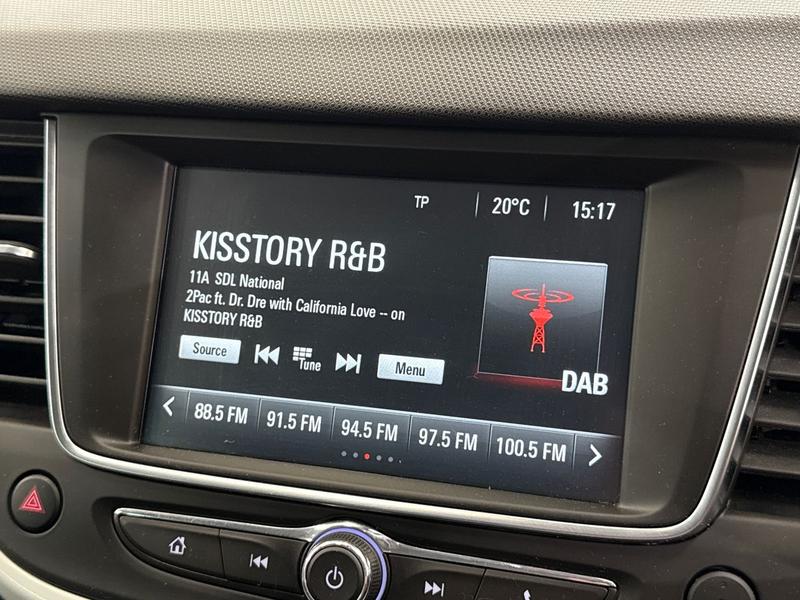 TP
20°C
15:17
KISSTORY R&B
11A SDL National
2Pac ft. Dr. Dre with California Love -- on
KISSTORY R&B
Source
Tune
Menu
DAB
88.5 FM
91.5 FM
94.5 FM
97.5 FM
100.5 FM